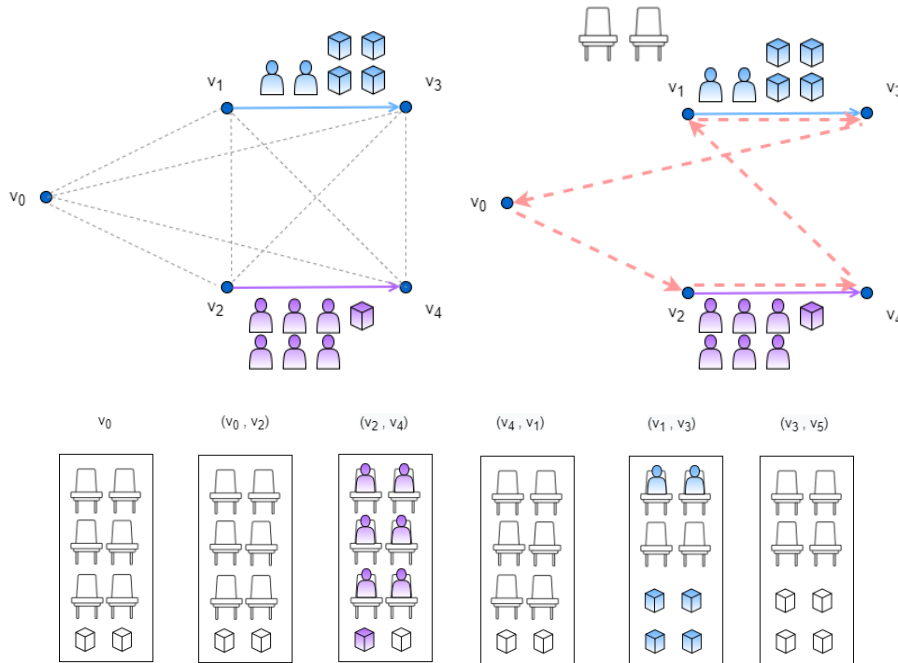 v1 v3
v0
v2 v4
v1 v3
v0
v2 v4
v0 (v0 , v2) (v2 , v4) (v4 , v1) (v1 , v3) (v3 , v5)